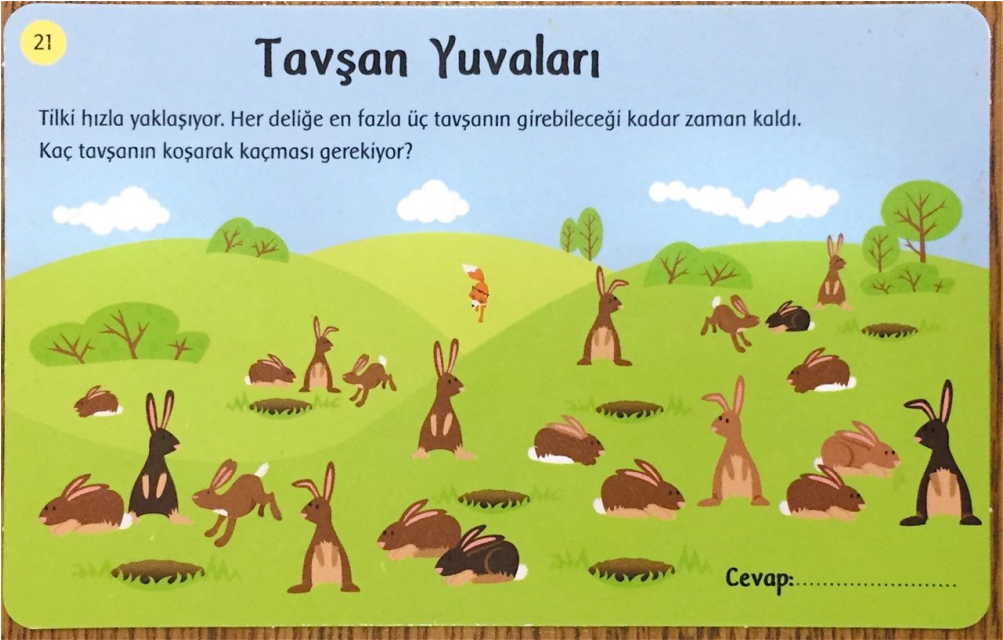 21
Tavşan Yuvaları
Tilki hızla yaklaşıyor. Her deliğe en fazla üç tavşanın girebileceği kadar zaman kaldı.
Kaç tavşanın koşarak kaçması gerekiyor?
Cevap:........................